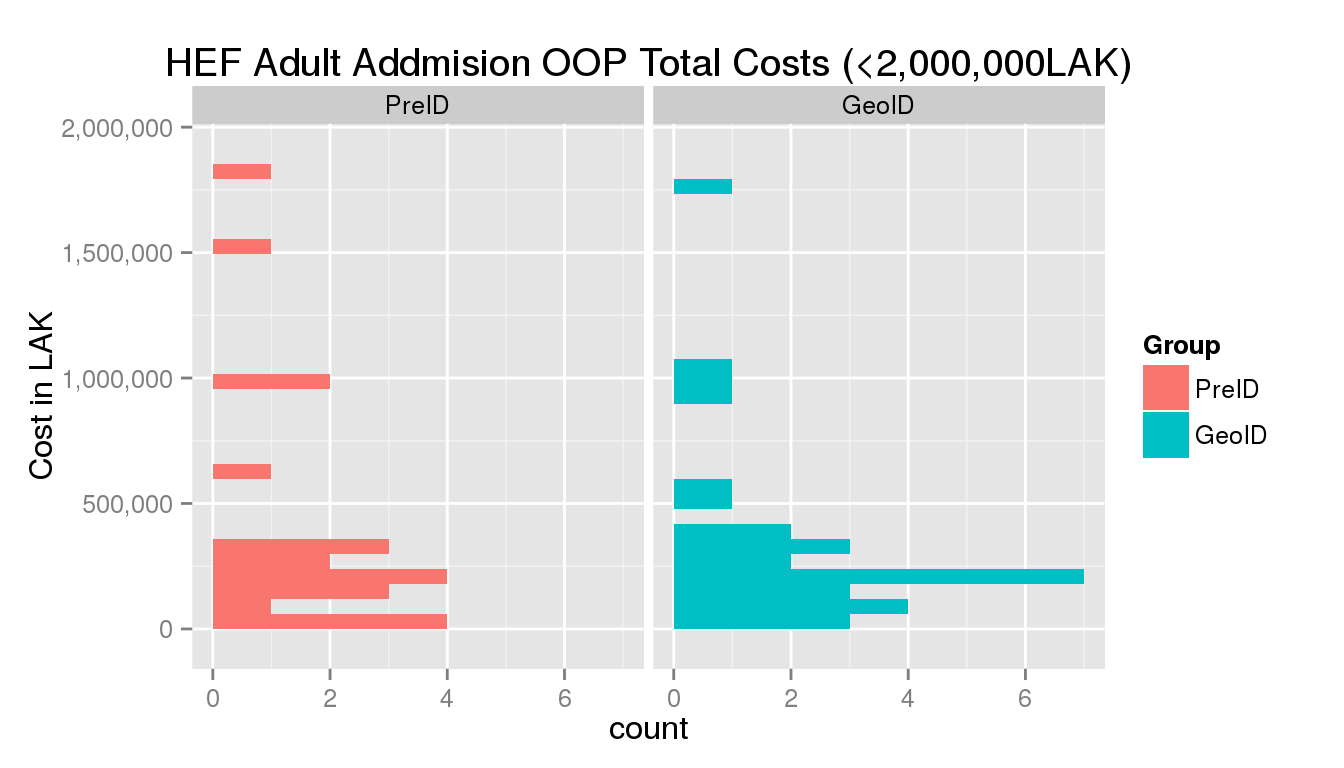 HEF Adult Addmision OOP Total Costs (<2,000,000LAK)
PreID
GeoID
2,000,000
1,500,000
1,000,000
500,000
0
Cost in LAK
0
2
4
6
0
2
4
6
count
Group
PreID
GeoID